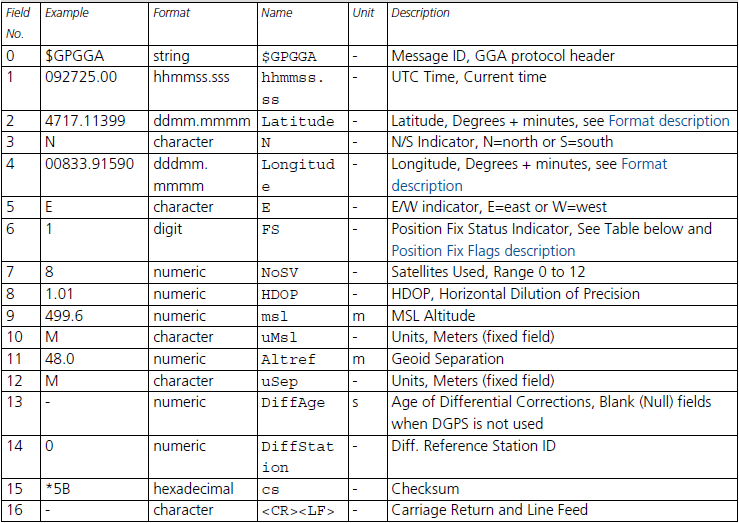 Field No. Example Format Name Unit Description
0 $GPGGA string $GPGGA - Message ID, GGA protocol header
1 092725.00 hhmmss.sss hhmmss.ss - UTC Time, Current time
2 4717.11399 ddmm.mmmm Latitude - Latitude, Degrees + minutes, see Format description
3 N character N - N/S Indicator, N=north or S=south
4 00833.91590 dddmm.mmmm Longitude - Longitude, Degrees + minutes, see Format description
5 E character E - E/W indicator, E=east or W=west
6 1 digit FS - Position Fix Status Indicator, See Table below and Position Fix Flags description
7 8 numeric NoSV - Satellites Used, Range 0 to 12
8 1.01 numeric HDOP - HDOP, Horizontal Dilution of Precision
9 499.6 numeric msl m MSL Altitude
10 M character uMsl - Units, Meters (fixed field)
11 48.0 numeric Altref m Geoid Separation
12 M character uSep - Units, Meters (fixed field)
13 - numeric DiffAge s Age of Differential Corrections, Blank (Null) fields when DGPS is not used
14 0 numeric DiffStation - Diff. Reference Station ID
15 *5B hexadecimal cs - Checksum
16 - character <CR><LF> - Carriage Return and Line Feed